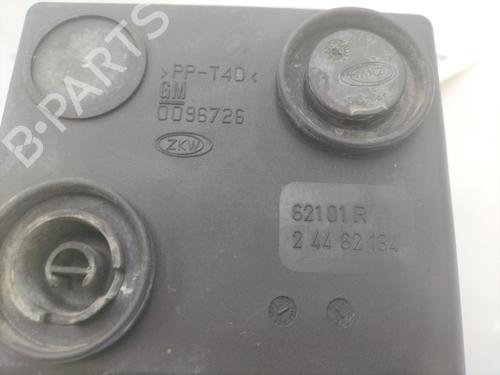 >PP-T40<
GM
0096726
ZKW
62101 R
2 44 62 134
B-PARTS